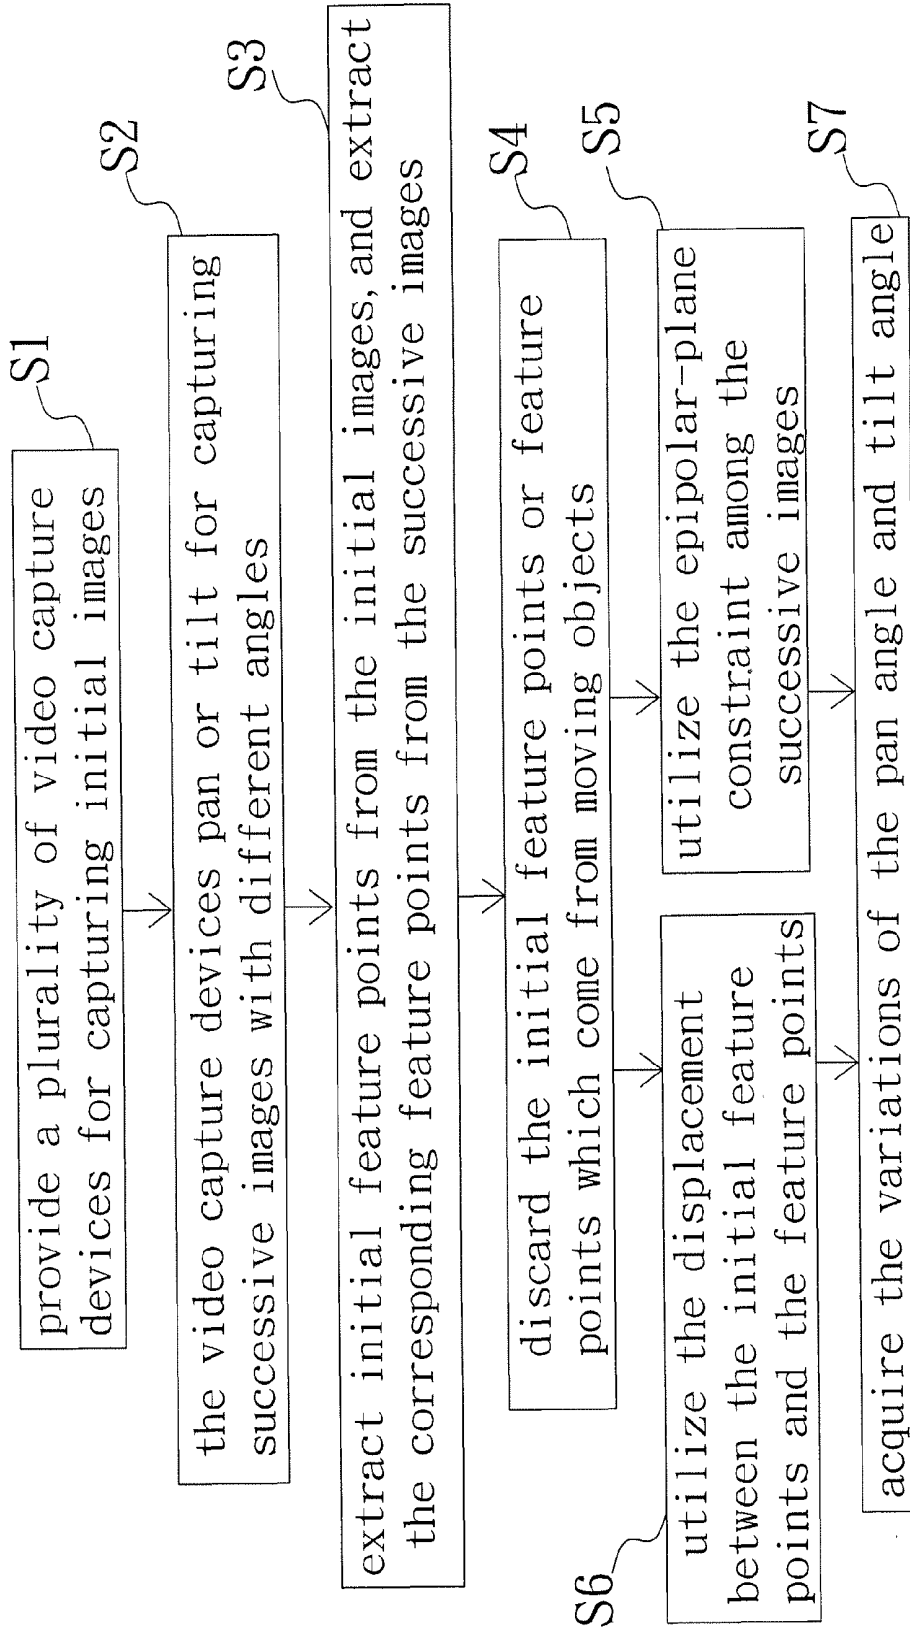 S1
provide a plurality of video capture
devices for capturing initial images
S2
the video capture devices pan or tilt for capturing
successive images with different angles
S3
extract initial feature points from the initial images, and extract
the corresponding feature points from the successive images
S4
discard the initial feature points or feature
points which come from moving objects
S6
utilize the displacement
between the initial feature
points and the feature points
S5
utilize the epipolar-plane
constraint among the
successive images
S7
acquire the variations of the pan angle and tilt angle